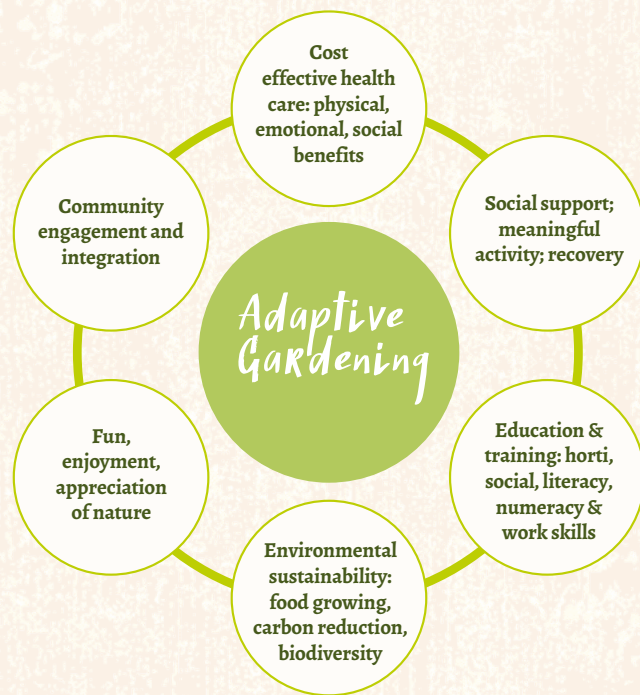 Cost
effective health
care: physical,
emotional, social
benefits
Social support;
meaningful
activity; recovery
Education &
training: horti,
social, literacy,
numeracy &
work skills
Environmental
sustainability:
food growing,
carbon reduction,
biodiversity
Fun,
enjoyment,
appreciation
of nature
Community
engagement and
integration
Adaptive
Gardening